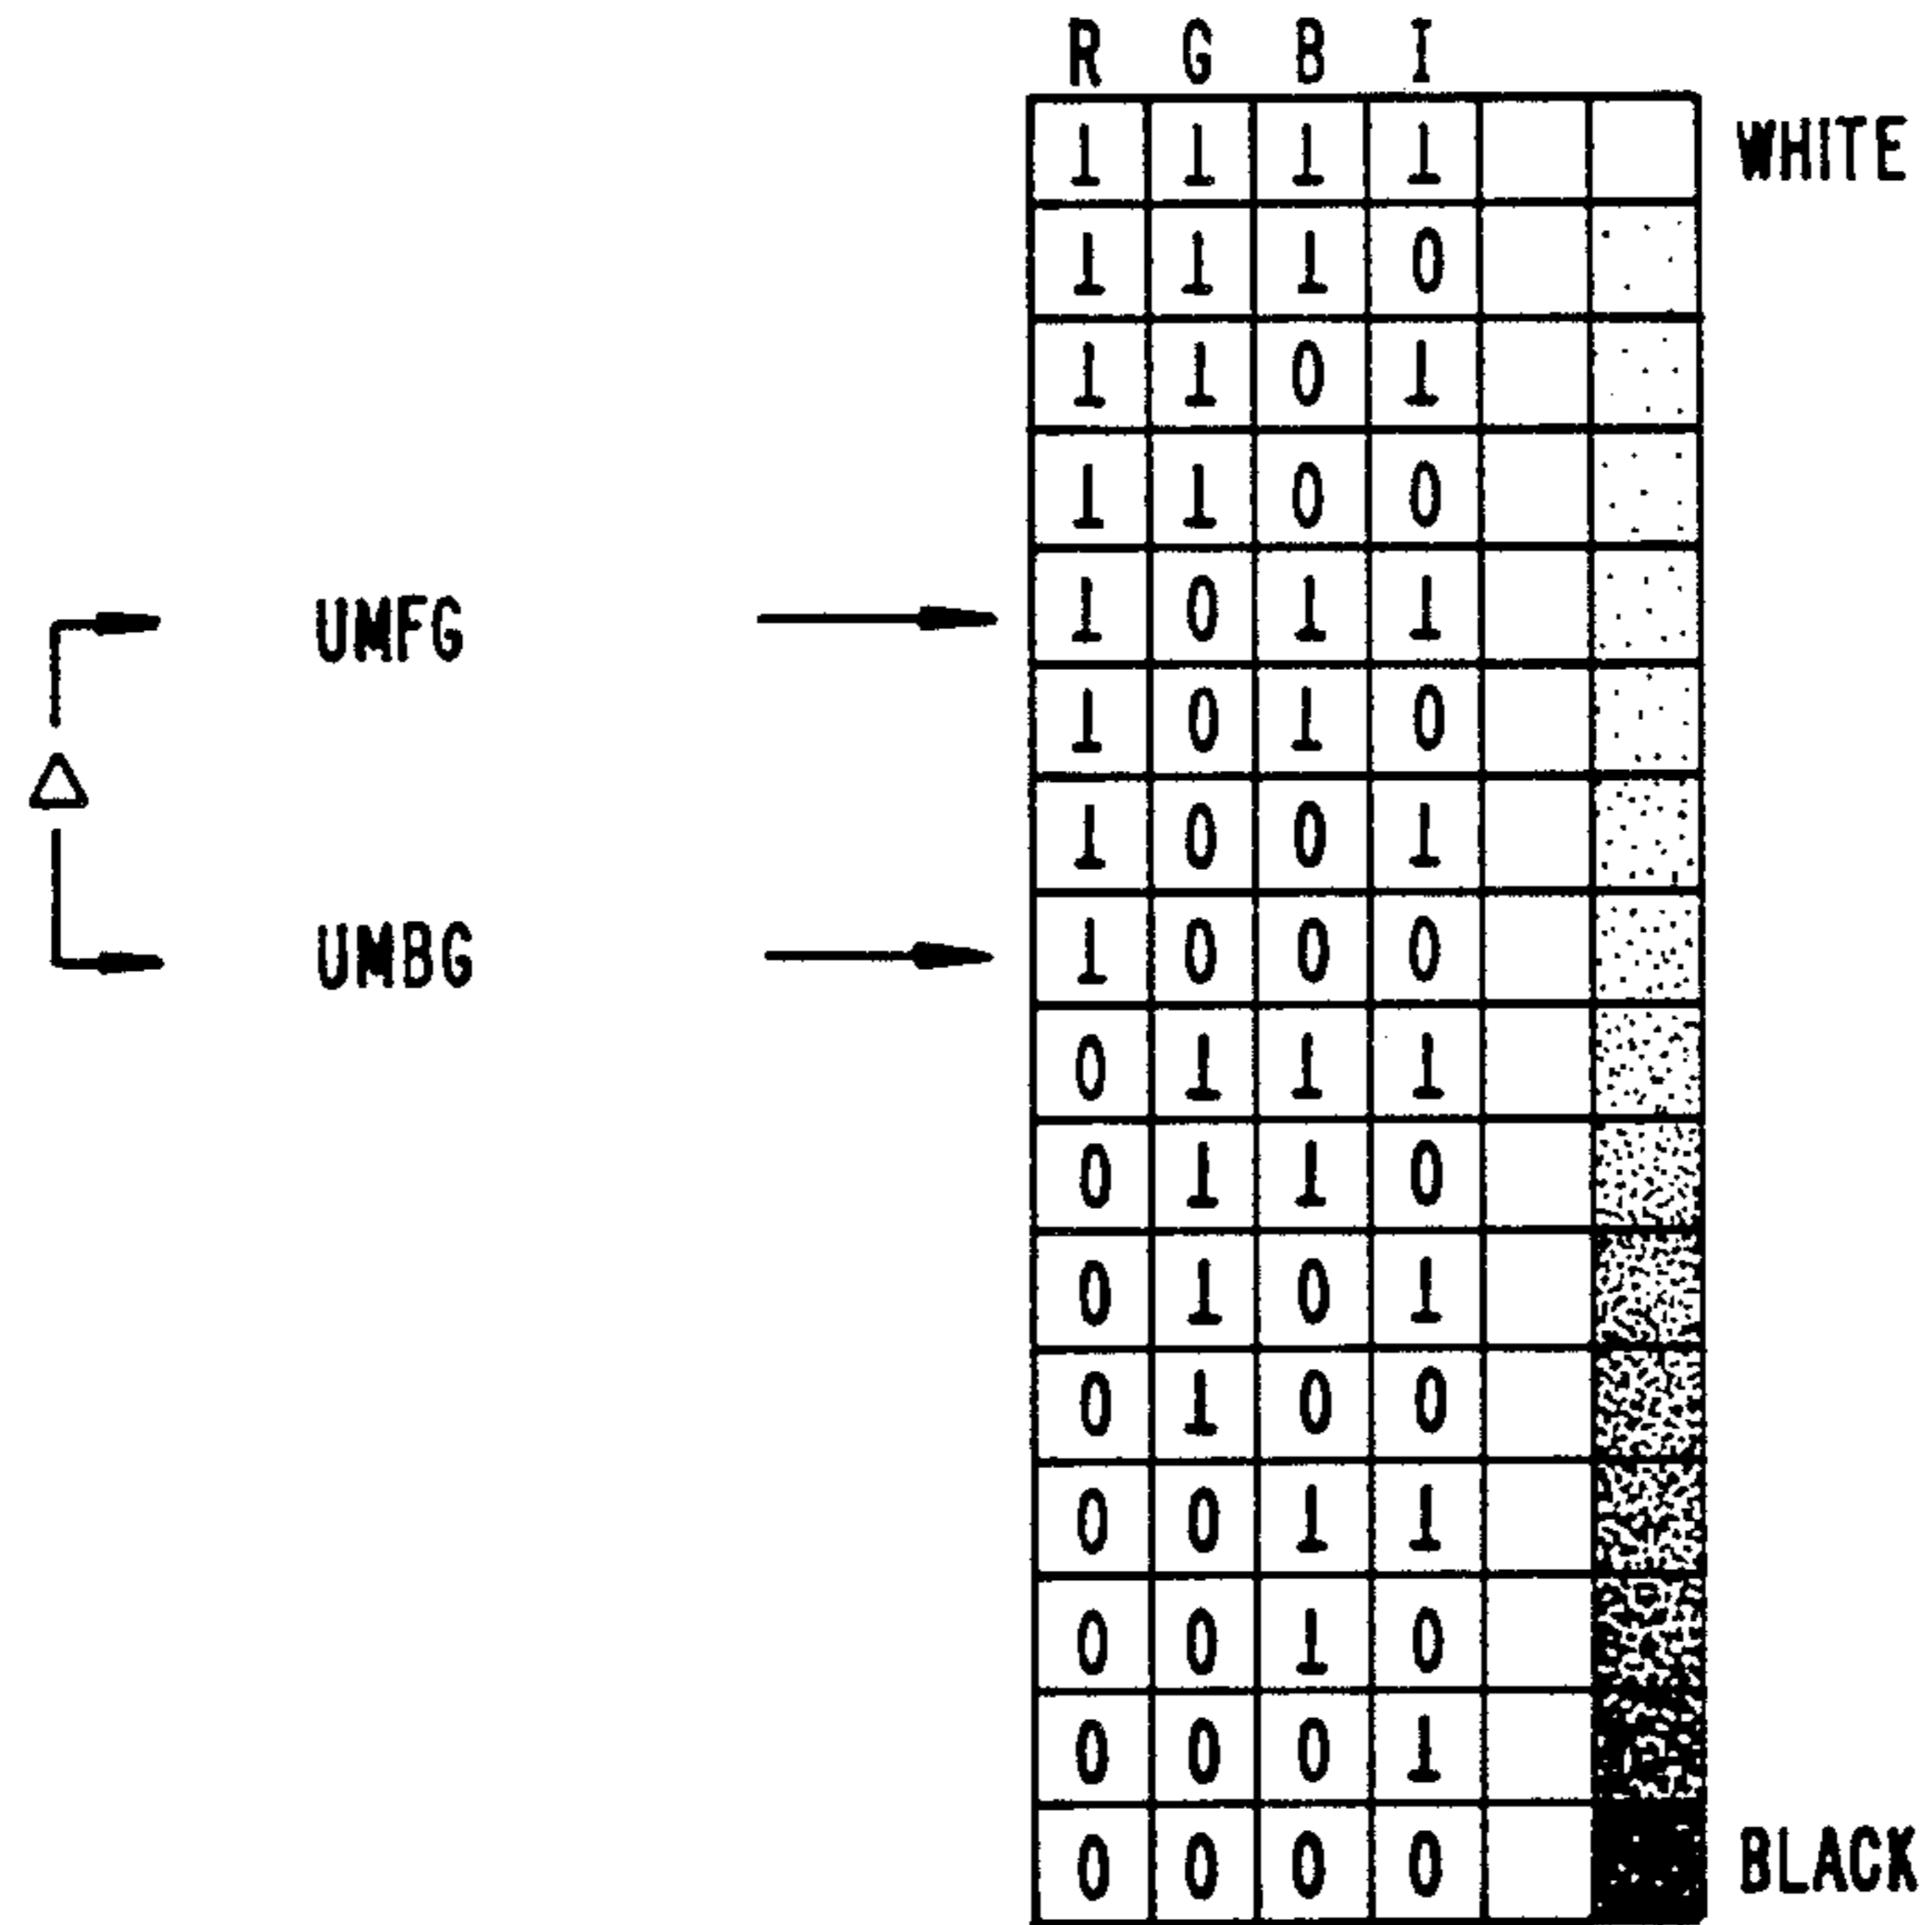 R G B I
1 1 1 1 WHITE
1 1 1 0
1 1 0 1
1 1 0 0
UMFG 1 0 1 1
1 0 1 0
Δ 1 0 0 1
UMBG 1 0 0 0
0 1 1 1
0 1 1 0
0 1 0 1
0 1 0 0
0 0 1 1
0 0 1 0
0 0 0 1
0 0 0 0 BLACK